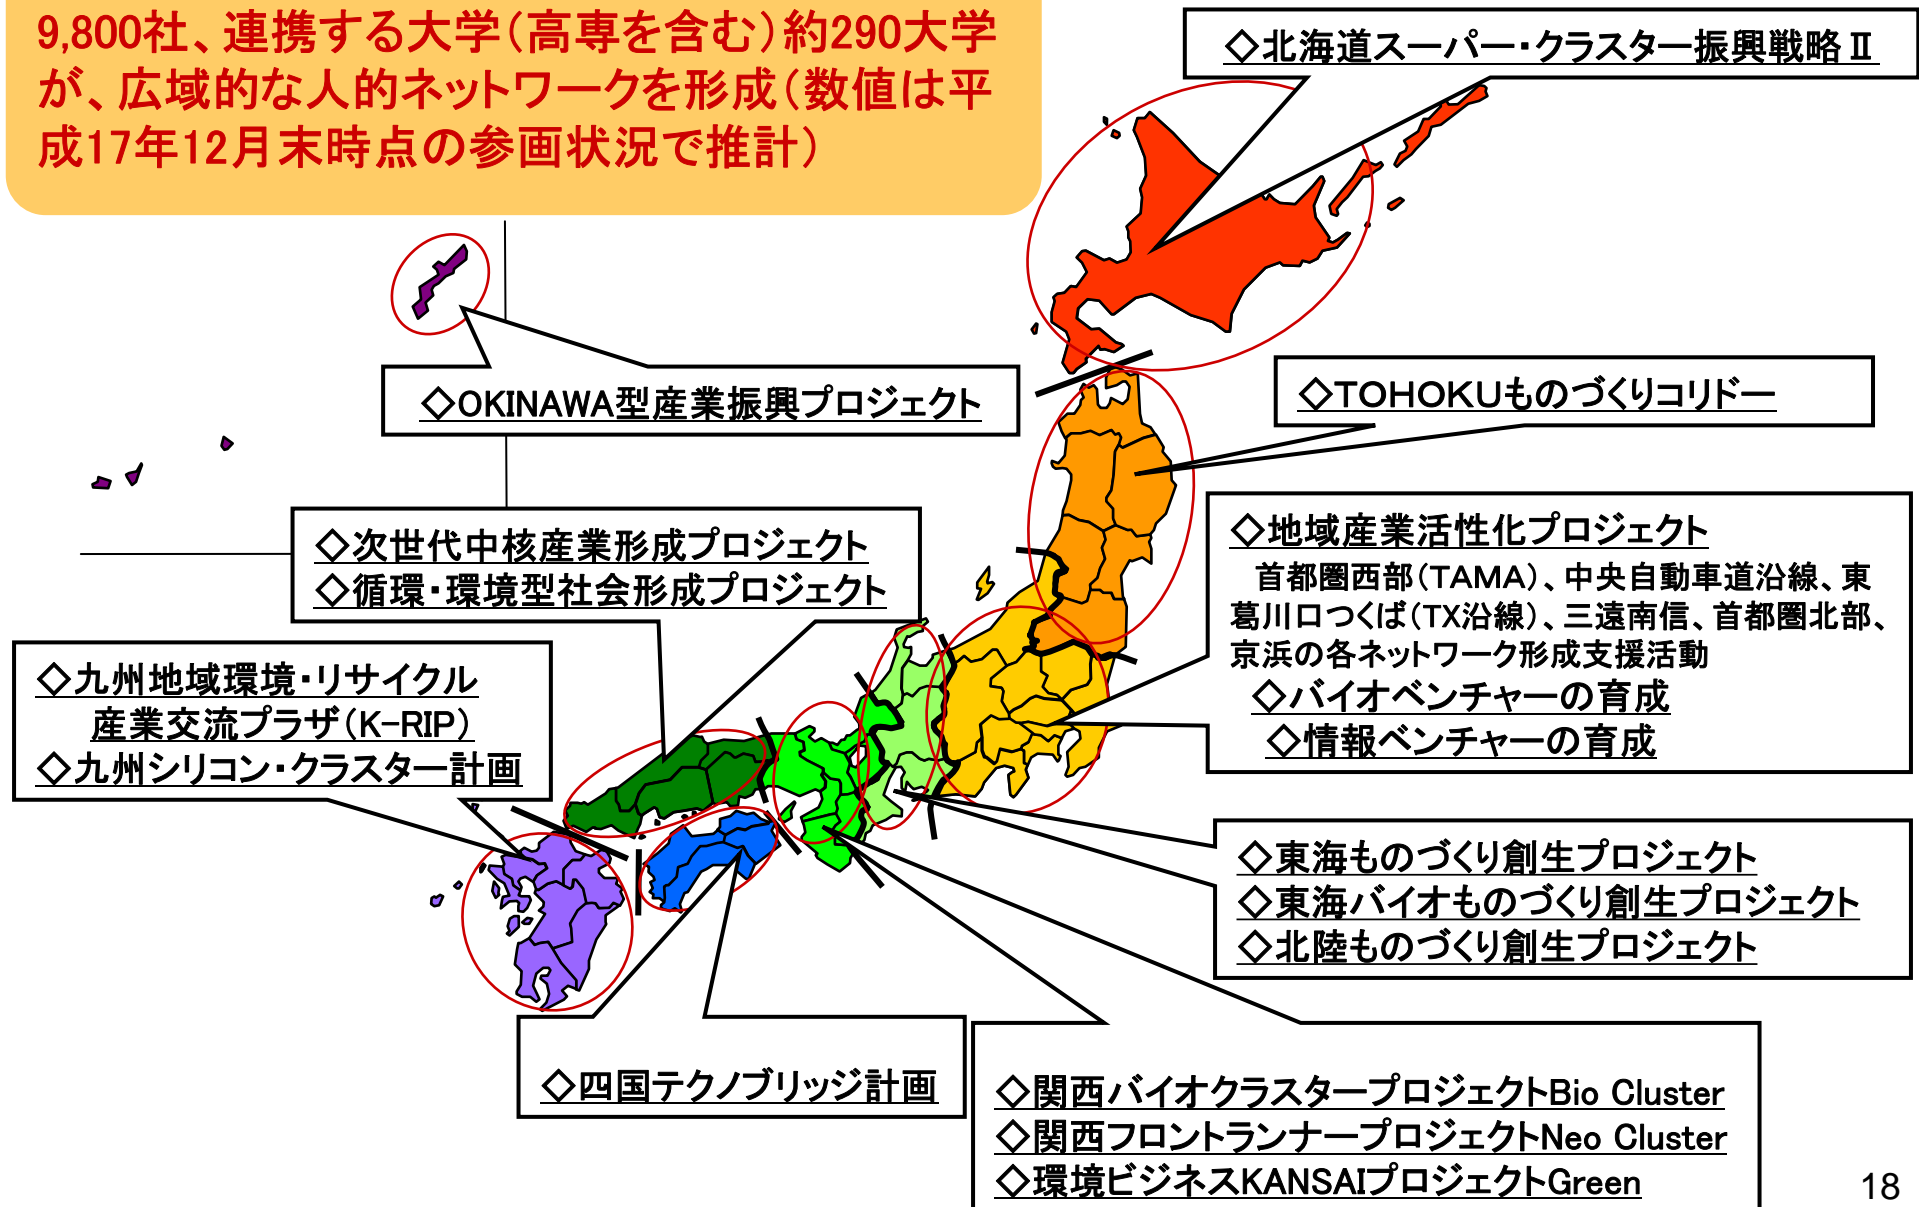 9,800社、連携する大学（高専を含む）約290大学
が、広域的な人的ネットワークを形成（数値は平
成17年12月末時点の参画状況で推計）
◇北海道スーパー・クラスター振興戦略Ⅱ
◇OKINAWA型産業振興プロジェクト
◇TOHOKUものづくりコリドー
◇次世代中核産業形成プロジェクト
◇循環・環境型社会形成プロジェクト
◇地域産業活性化プロジェクト
首都圏西部（TAMA）、中央自動車道沿線、東
葛川口つくば（TX沿線）、三遠南信、首都圏北部、
京浜の各ネットワーク形成支援活動
◇バイオベンチャーの育成
◇情報ベンチャーの育成
◇九州地域環境・リサイクル
産業交流プラザ（K-RIP）
◇九州シリコン・クラスター計画
◇東海ものづくり創生プロジェクト
◇東海バイオものづくり創生プロジェクト
◇北陸ものづくり創生プロジェクト
◇四国テクノブリッジ計画
◇関西バイオクラスタープロジェクトBio Cluster
◇関西フロントランナープロジェクトNeo Cluster
◇環境ビジネスKANSAIプロジェクトGreen
18